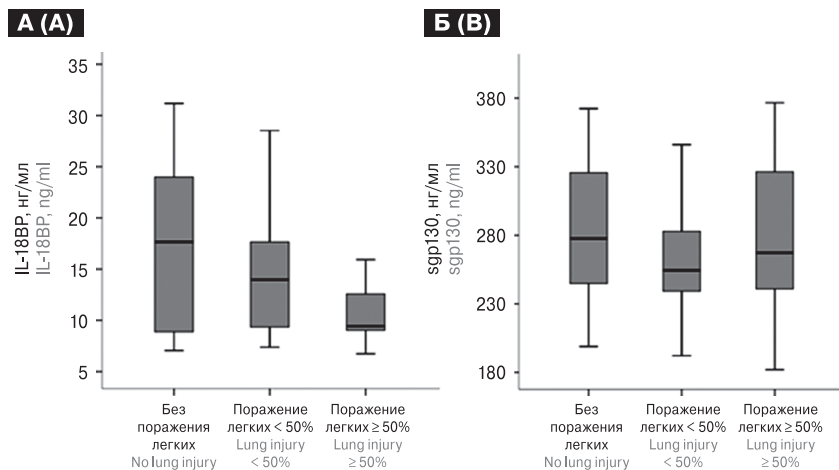 А (A)
35
30
25
20
15
10
5
IL-18BP, нг/мл
IL-18BP, ng/ml
Без
поражения
легких
No lung injury
Поражение
легких < 50%
Lung injury
< 50%
Поражение
легких ≥ 50%
Lung injury
≥ 50%
Б (B)
380
330
280
230
180
sgp130, нг/мл
sgp130, ng/ml
Без
поражения
легких
No lung injury
Поражение
легких < 50%
Lung injury
< 50%
Поражение
легких ≥ 50%
Lung injury
≥ 50%